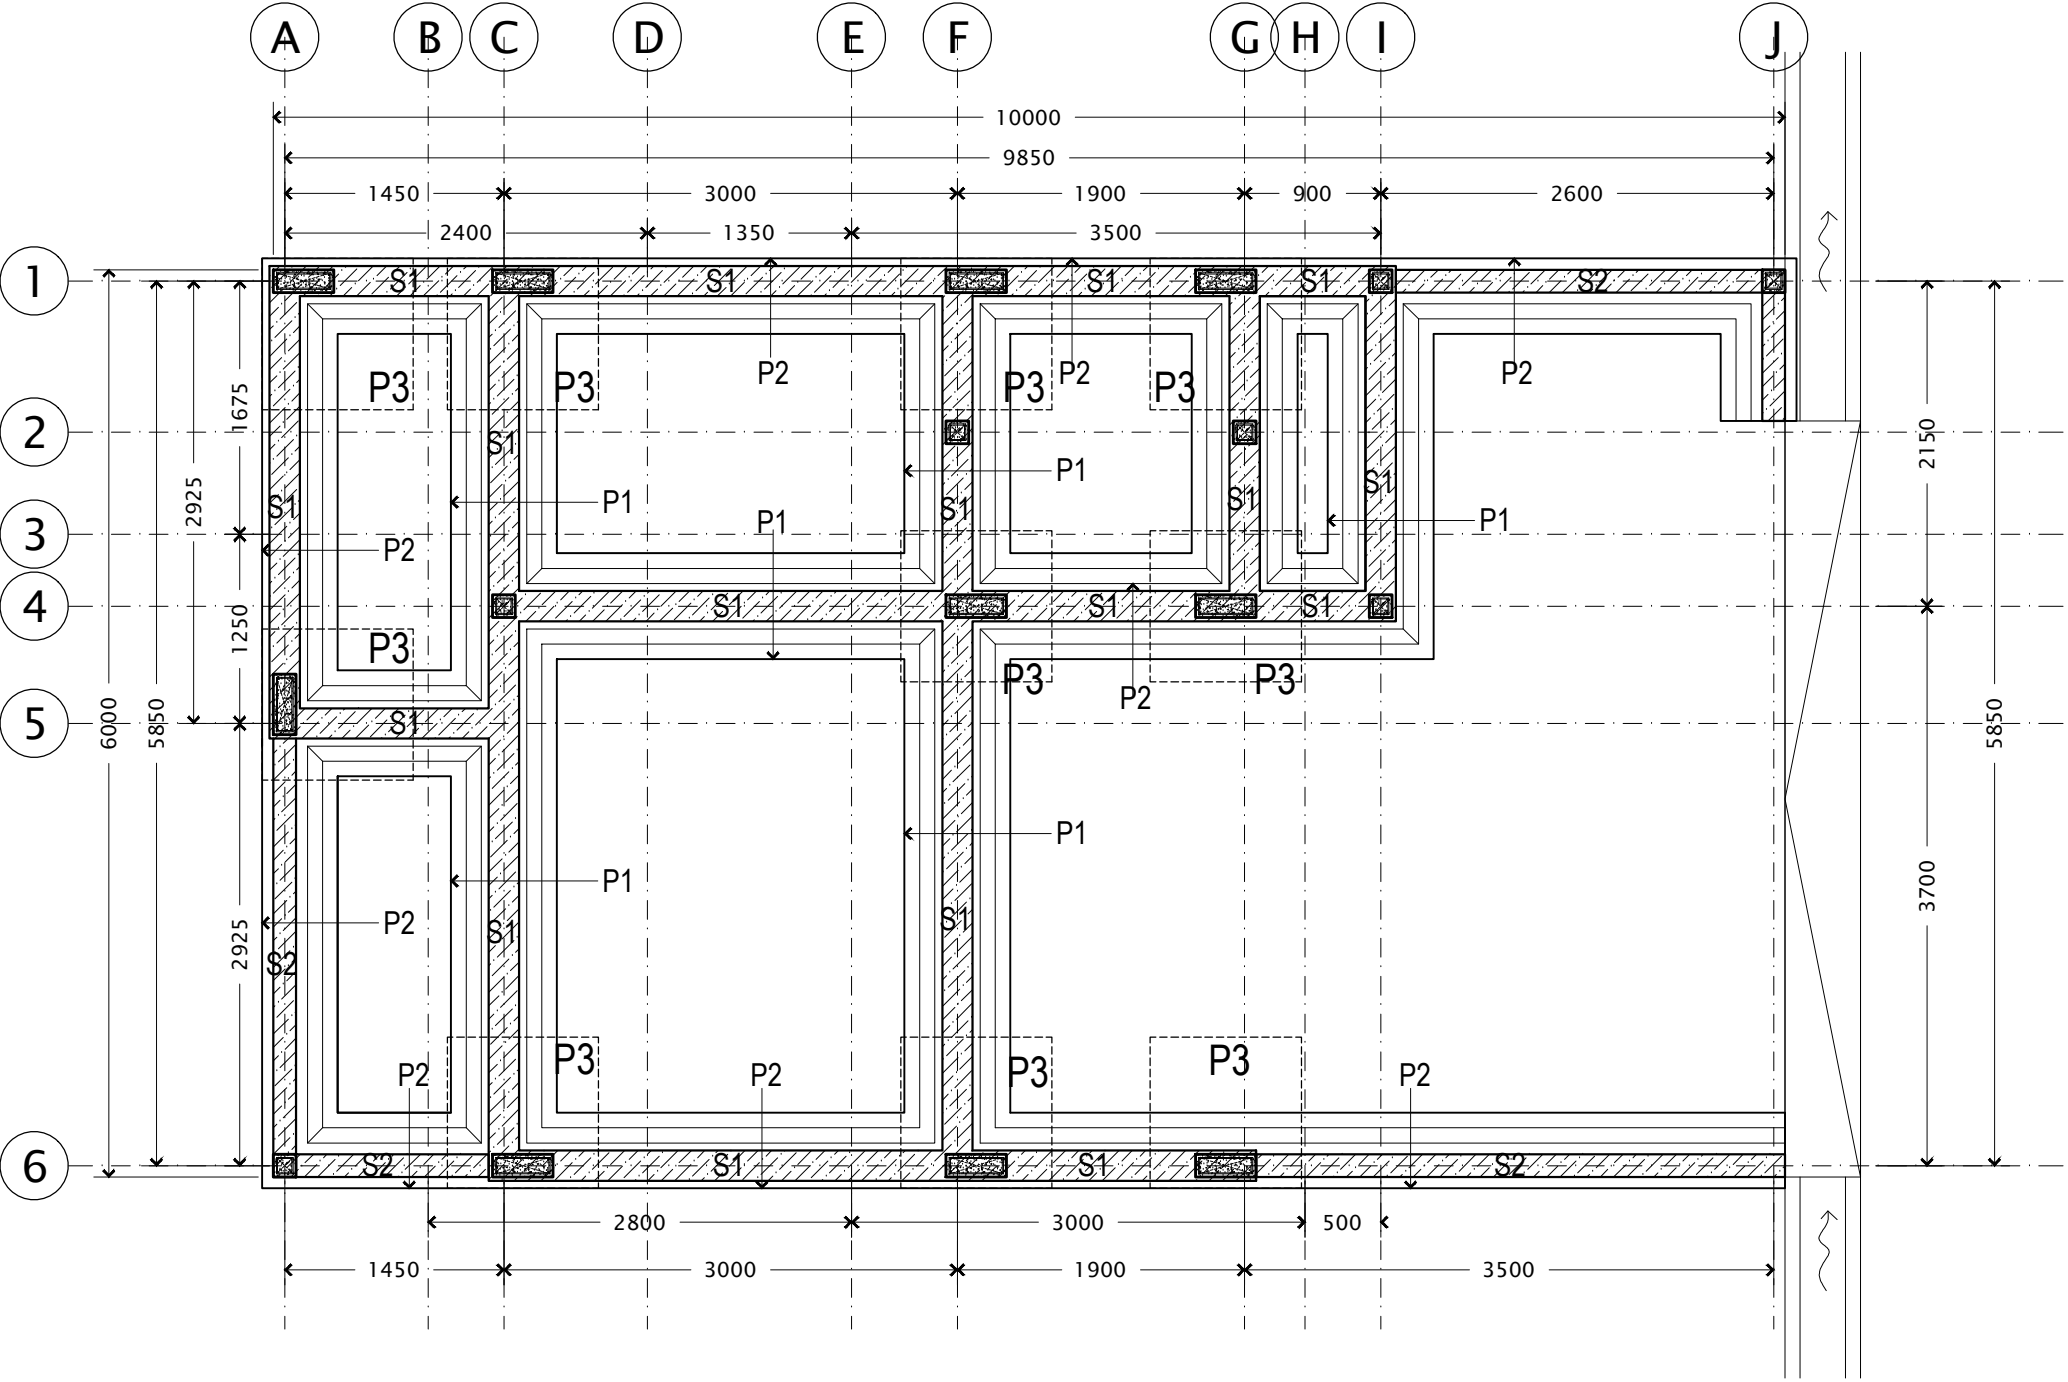 A B C D E F G H I J
10000
9850
1450 3000 1900 900 2600
2400 1350 3500
1 S1 S1 S1 S1 S2
P3 P3 P2 P3 P2 P3 P2
1675
2 S1 2150
P1
S1
2925 S1 P1 S1 S1 P1 P1
3
P2
4 S1 S1 S1
1250 P3
P3 P3
P2
5 S1
6000 5850 5850
P1
3700
P1
P2 S1 S1
2925
S2
P3 P3 P3
P2 P2 P2
6 S2 S1 S1 S2
2800 3000 500
1450 3000 1900 3500